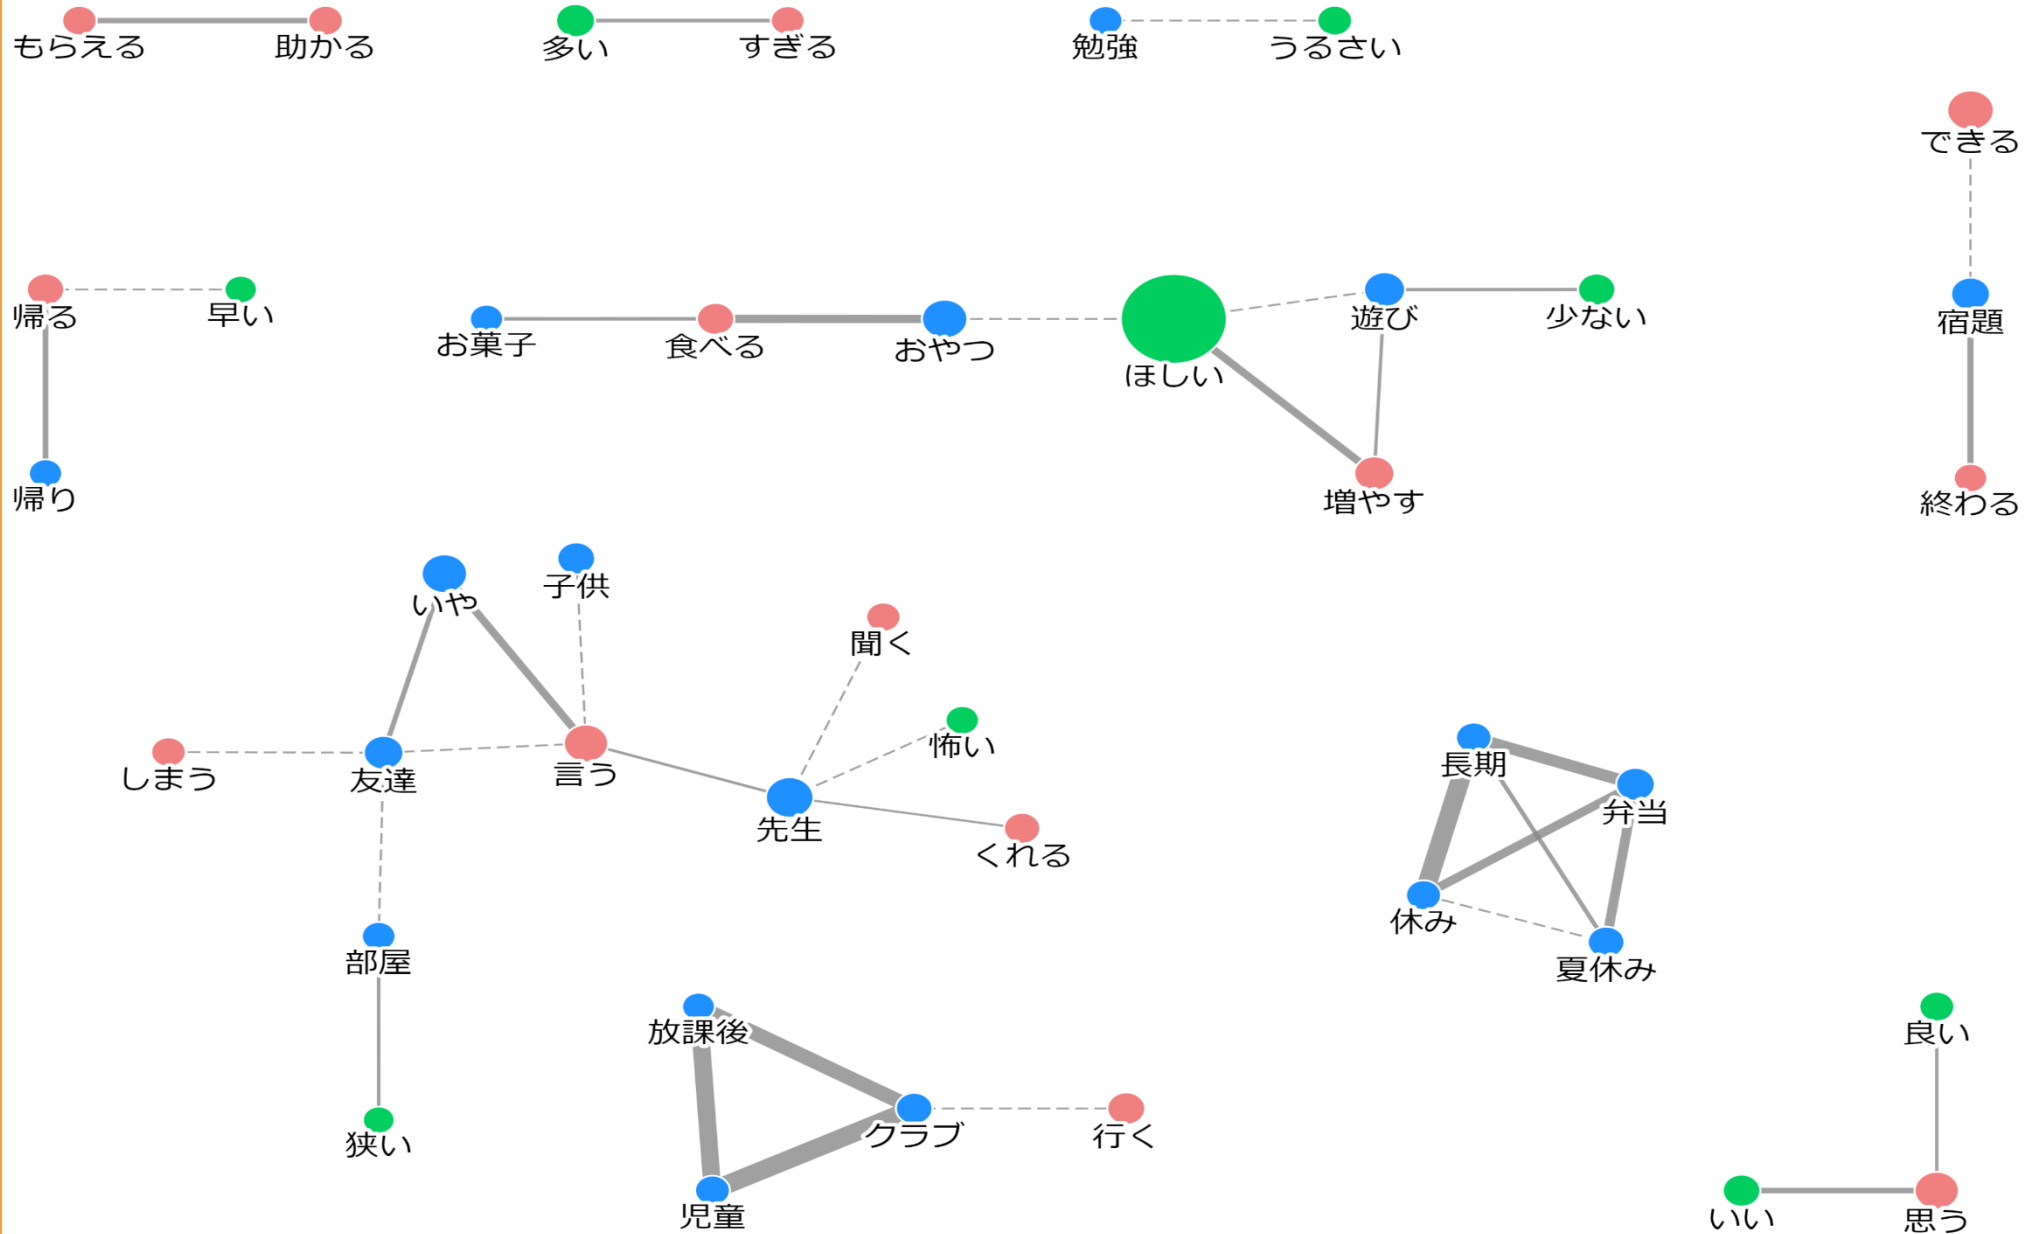 もらえる
助かる
多い
すぎる
勉強
うるさい
できる
帰る
早い
お菓子
食べる
おやつ
ほしい
遊び
少ない
宿題
帰り
増やす
終わる
いや
子供
聞く
怖い
しまう
友達
言う
先生
くれる
長期
弁当
休み
夏休み
部屋
放課後
良い
狭い
クラブ
行く
児童
いい
思う